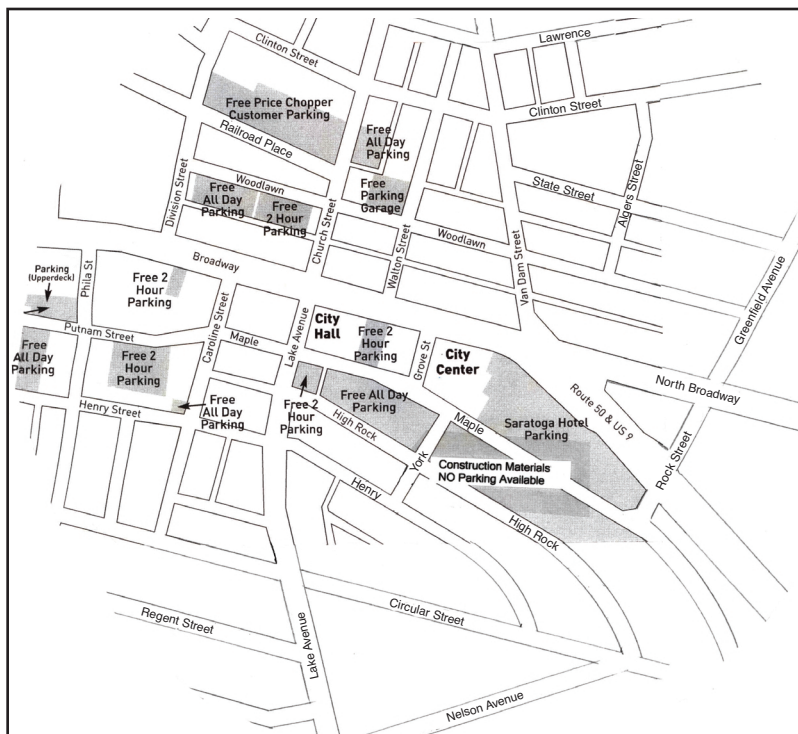 Lawrence
Clinton Street
Free Price Chopper
Customer Parking
Clinton Street
Railroad Place
Free
All Day
Parking
State Street
Algers Street
Woodlawn
Division Street
Free
All Day
Parking
Free
2 Hour
Parking
Free
Parking
Garage
Church Street
Walton Street
Woodlawn
Van Dam Street
Broadway
Greenfield Avenue
Parking
(Upperdeck)
Phila St
Free 2
Hour
Parking
Caroline Street
Putnam Street
Maple
Lake Avenue
City
Hall
Free 2
Hour
Parking
Grove St
City
Center
North Broadway
Route 50 & US 9
Free
All Day
Parking
Free 2
Hour
Parking
Henry Street
Free
All Day
Parking
Free 2
Hour
Parking
Free All Day
Parking
High Rock
Maple
Saratoga Hotel
Parking
Rock Street
York
Construction Materials
NO Parking Available
Henry
High Rock
Circular Street
Regent Street
Lake Avenue
Nelson Avenue